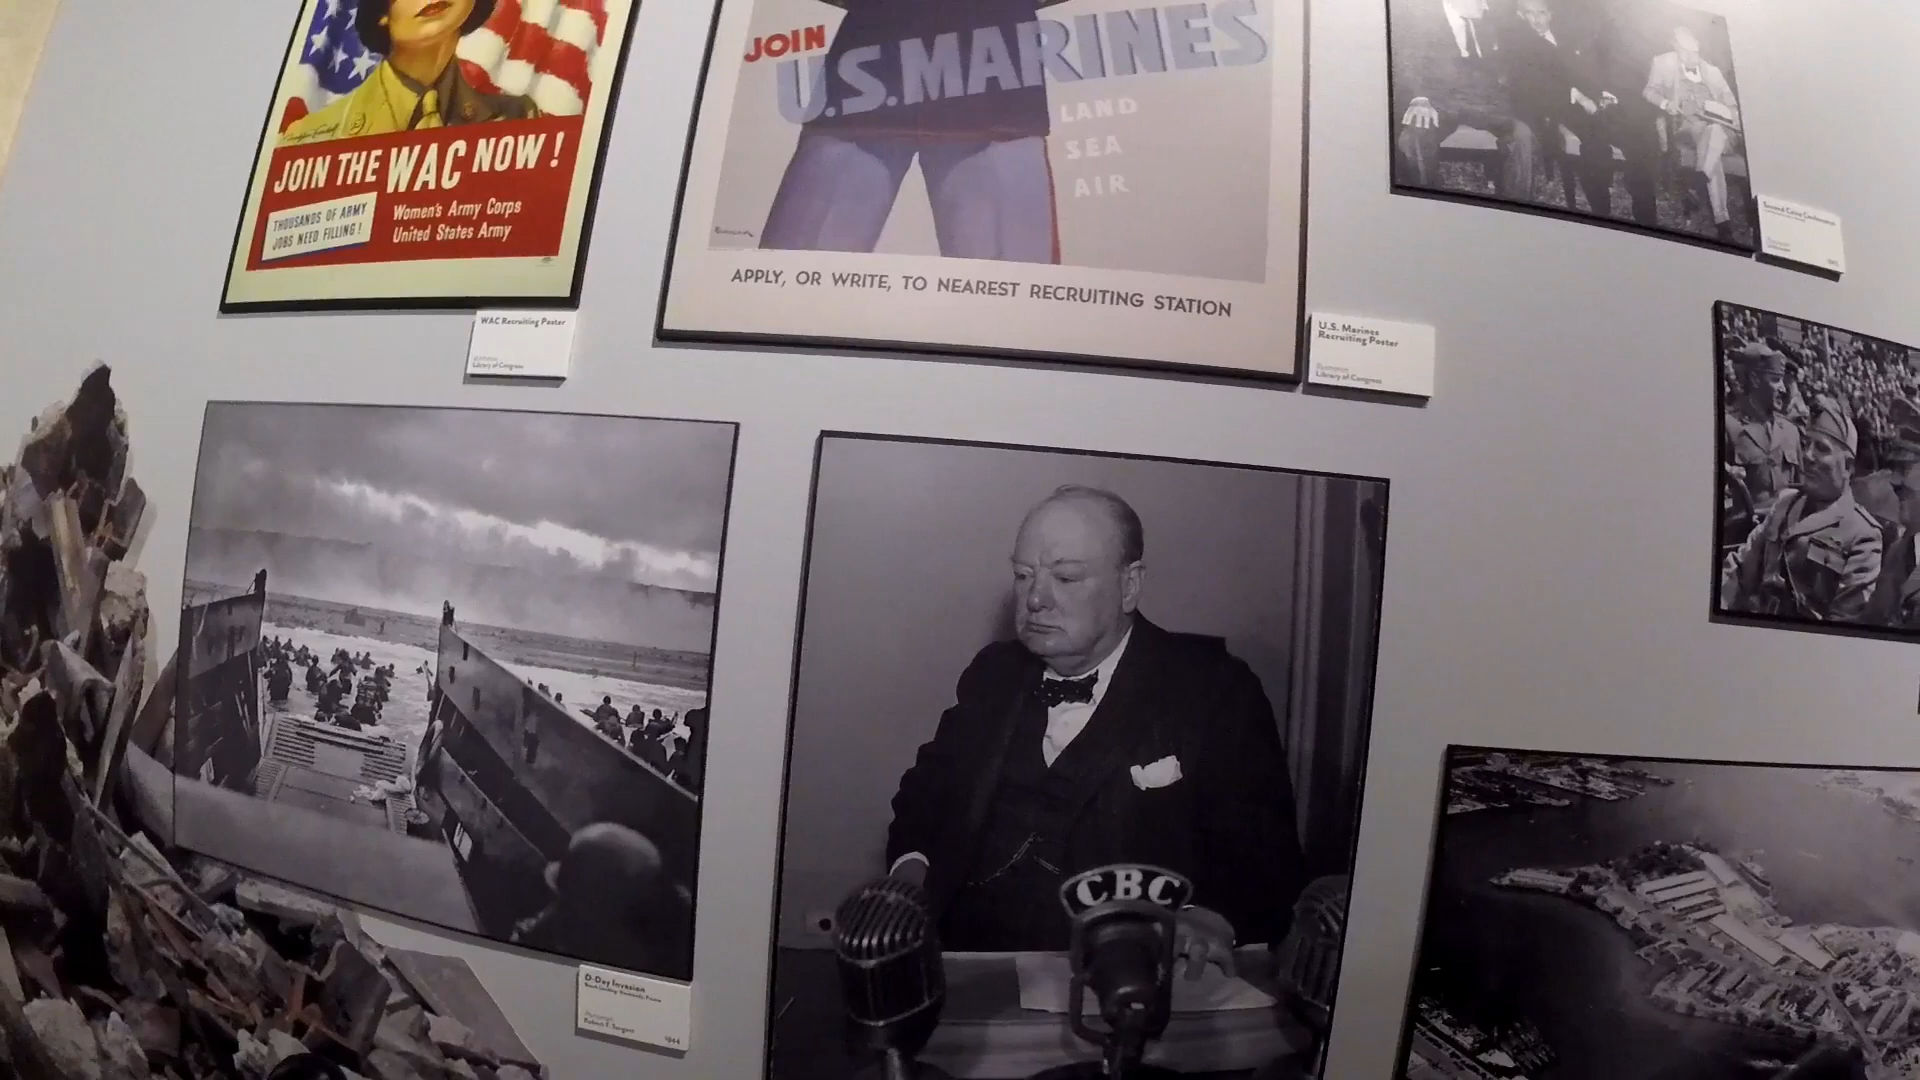 JOIN THE WAC NOW!
THOUSANDS OF ARMY
JOBS NEED FILLING!
Women's Army Corps
United States Army
WAC Recruiting Poster
Library of Congress
JOIN
U.S. MARINES
LAND
SEA
AIR
APPLY, OR WRITE, TO NEAREST RECRUITING STATION
U.S. Marines
Recruiting Poster
Library of Congress
Second Cairo Conference
D-Day Invasion
Robert F. Sargent
1944
CBC